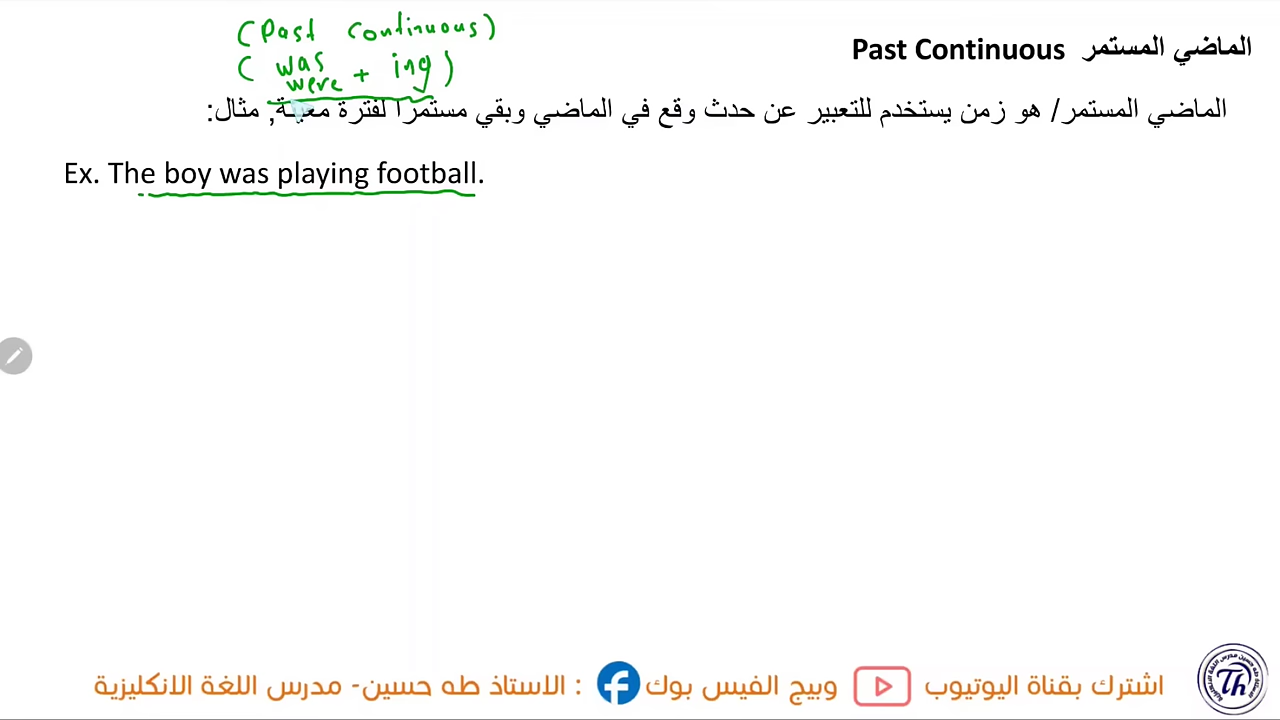 (Past Continuous)
( was
were + ing )
الماضي المستمر Past Continuous
الماضي المستمر/ هو زمن يستخدم للتعبير عن حدث وقع في الماضي وبقي مستمرا لفترة معينة, مثال:
Ex. The boy was playing football.
اشترك بقناة اليوتيوب وبيج الفيس بوك : الاستاذ طه حسين- مدرس اللغة الانكليزية
Th